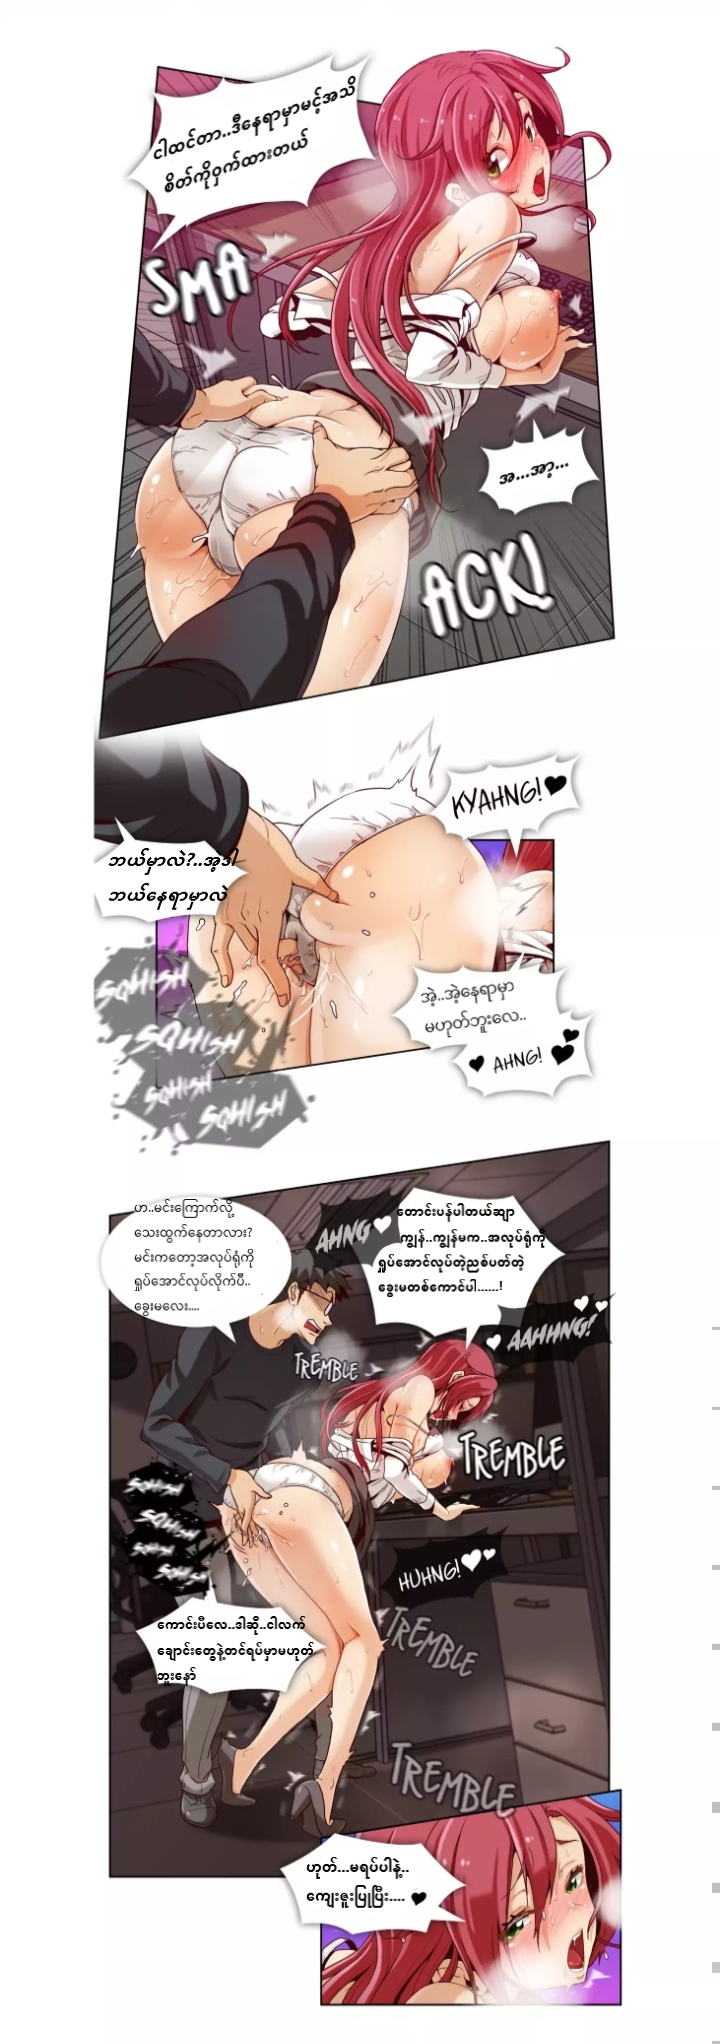 ငါထင်တာ..ဒီနေရာမှာမင့်အသိ
စိတ်ကိုဝှက်ထားတယ်
SMA
အ...အာ့...
ACK!
KYAHNG!
ဘယ်မှာလဲ?..အဲ့ဒါ
ဘယ်နေရာမှာလဲ
SQHISH
SQHISH
SQHISH
SQHISH
အဲ့..အဲ့နေရာမှာ
မဟုတ်ဘူးလေ..
AHNG!
ဟ..မင်းကြောက်လို့
သေးထွက်နေတာလား?
မင်းကတော့အလုပ်ရုံကို
ရှုပ်အောင်လုပ်လိုက်ပီ..
ခွေးမလေး....
AHNG
တောင်းပန်ပါတယ်ဆျာ
ကျွန်..ကျွန်မက..အလုပ်ရုံကို
ရှုပ်အောင်လုပ်တဲ့ညစ်ပတ်တဲ့
ခွေးမတစ်ကောင်ပါ......!
AAHHNG!
TREMBLE
TREMBLE
SQHISH
SQHISH
SQHISH
SQHISH
HUHNG!
TREMBLE
ကောင်းပီလေ..ဒါဆို..ငါလက်
ချောင်းတွေနဲ့တင်ရပ်မှာမဟုတ်
ဘူးနော်
TREMBLE
ဟုတ်...မရပ်ပါနဲ့..
ကျေးဇူးပြုပြီး....